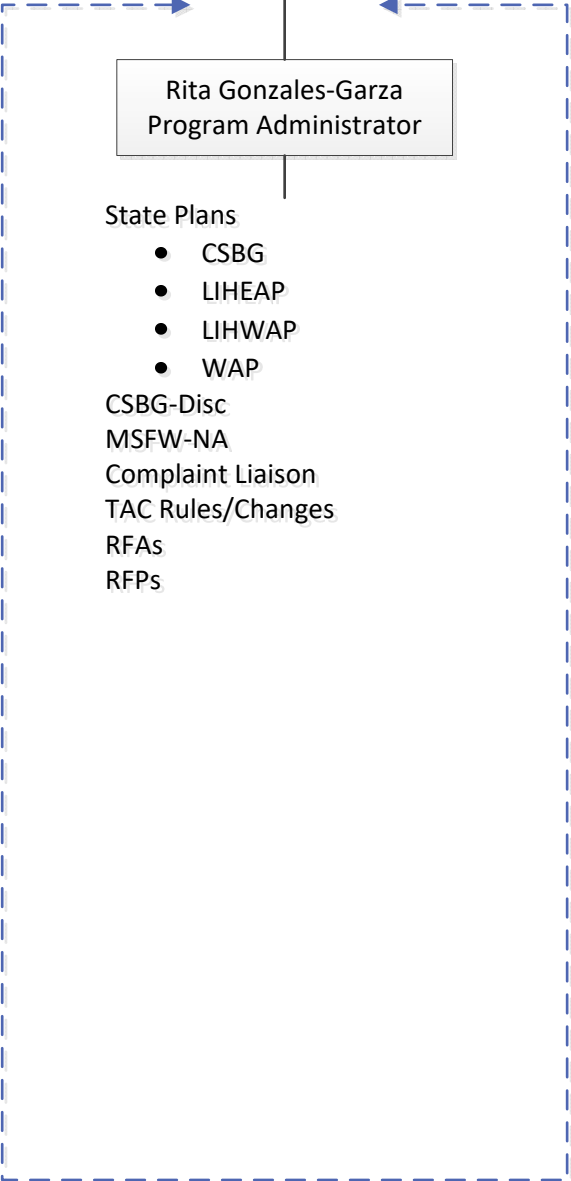 Rita Gonzales-Garza
Program Administrator
State Plans
• CSBG
• LIHEAP
• LIHWAP
• WAP
CSBG-Disc
MSFW-NA
Complaint Liaison
TAC Rules/Changes
RFAs
RFPs